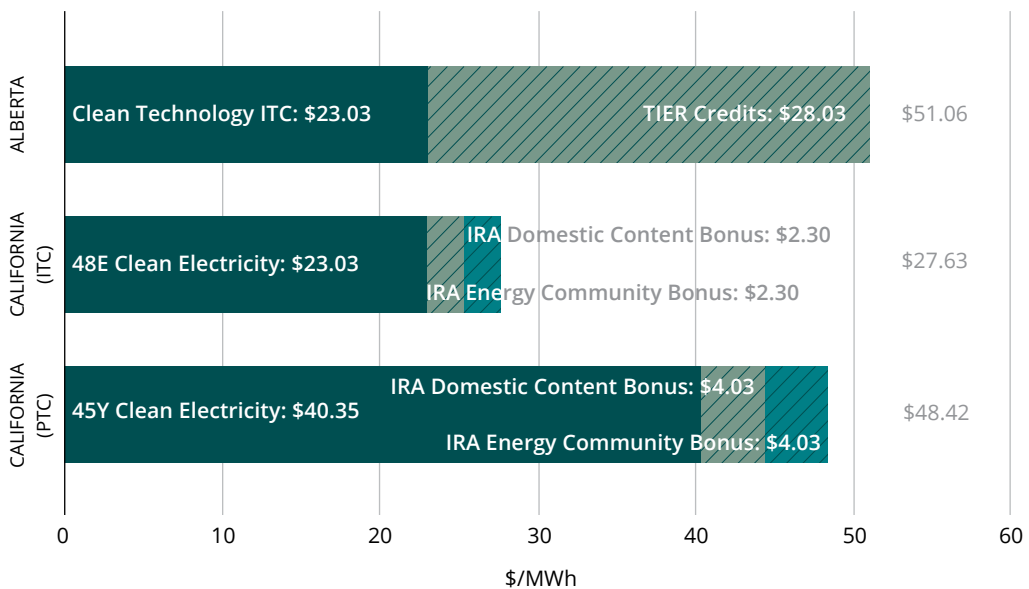 ALBERTA
Clean Technology ITC: $23.03
TIER Credits: $28.03
$51.06
CALIFORNIA
(ITC)
48E Clean Electricity: $23.03
IRA Domestic Content Bonus: $2.30
IRA Energy Community Bonus: $2.30
$27.63
CALIFORNIA
(PTC)
45Y Clean Electricity: $40.35
IRA Domestic Content Bonus: $4.03
IRA Energy Community Bonus: $4.03
$48.42
0 10 20 30 40 50 60
$/MWh